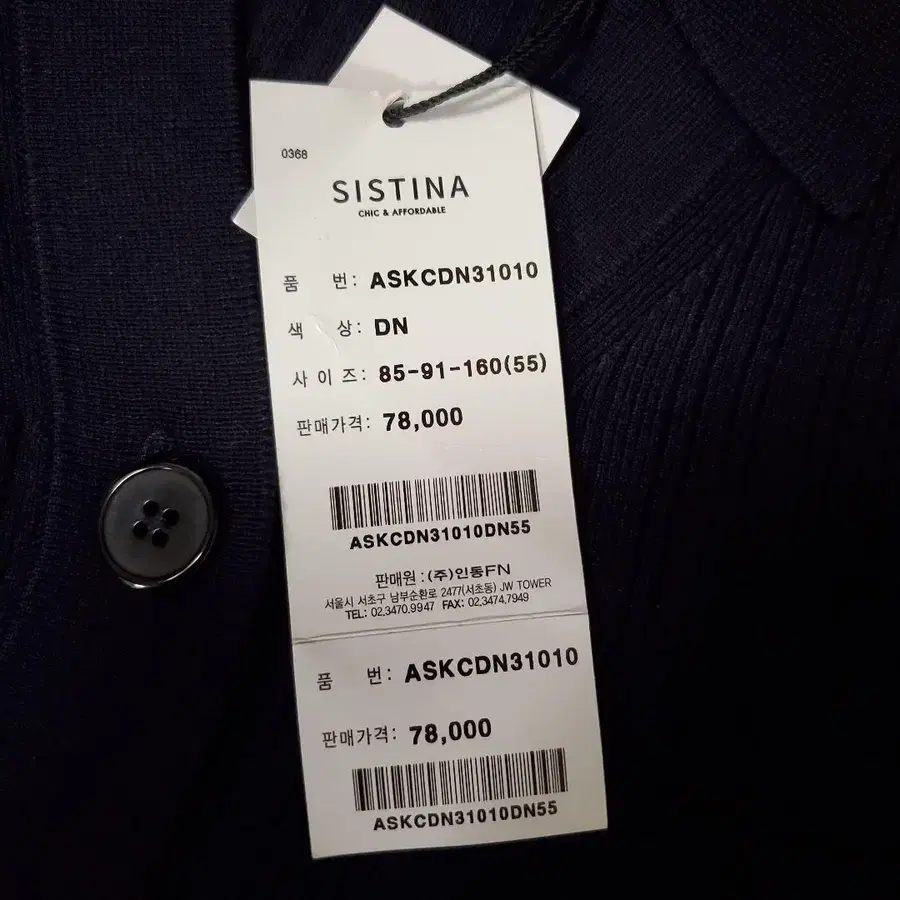 0368
SISTINA
CHIC & AFFORDABLE
품 번: ASKCDN31010
색 상: DN
사 이 즈: 85-91-160(55)
판매가격: 78,000
ASKCDN31010DN55
판매원 : (주)인동FN
서울시 서초구 남부순환로 2477(서초동) JW TOWER
TEL: 02.3470.9947 FAX: 02.3474.7949
품 번: ASKCDN31010
판매가격: 78,000
ASKCDN31010DN55